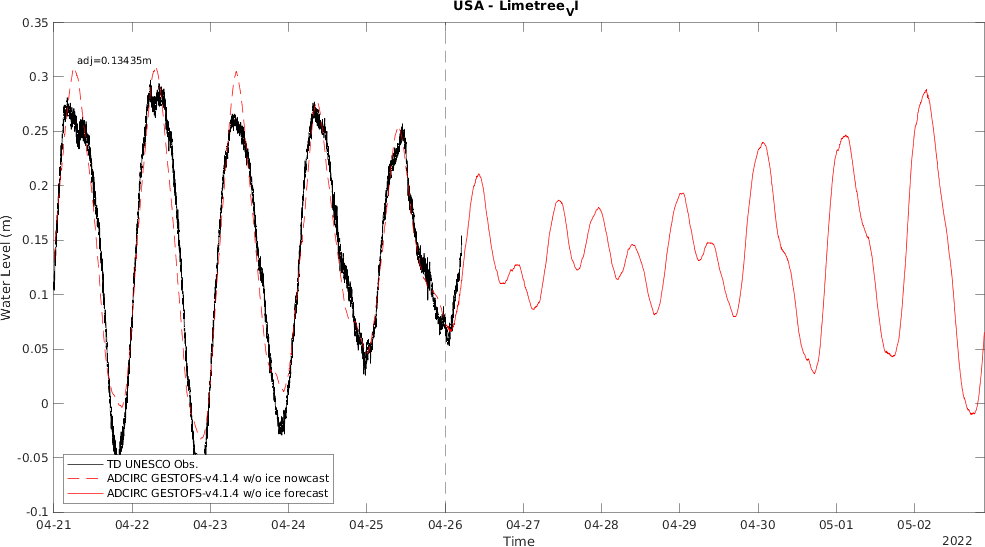 USA - Limetree_VI
adj=0.13435m
0.35
0.3
0.25
0.2
0.15
0.1
0.05
0
-0.05
-0.1
Water Level (m)
TD UNESCO Obs.
ADCIRC GESTOFS-v4.1.4 w/o ice nowcast
ADCIRC GESTOFS-v4.1.4 w/o ice forecast
04-21 04-22 04-23 04-24 04-25 04-26 04-27 04-28 04-29 04-30 05-01 05-02
Time
2022